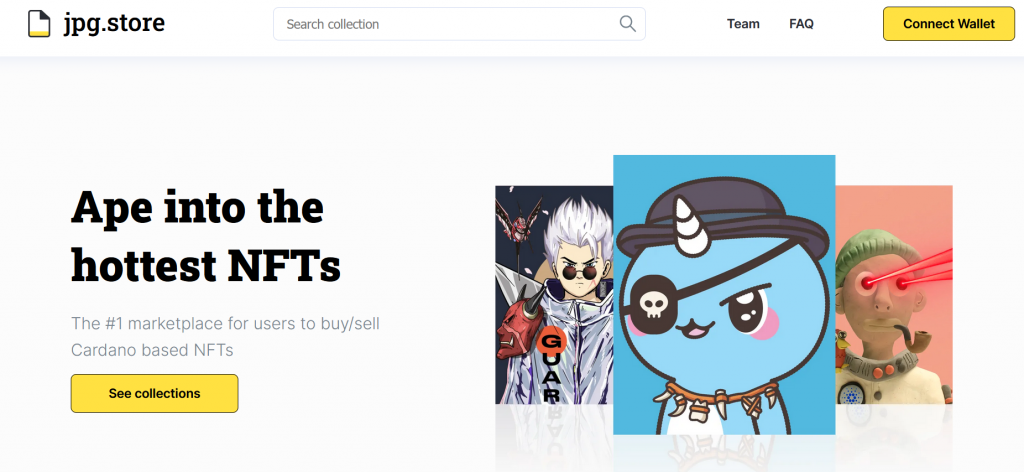 jpg.store
Search collection
Team
FAQ
Connect Wallet
Ape into the
hottest NFTs
The #1 marketplace for users to buy/sell
Cardano based NFTs
See collections
GUAR